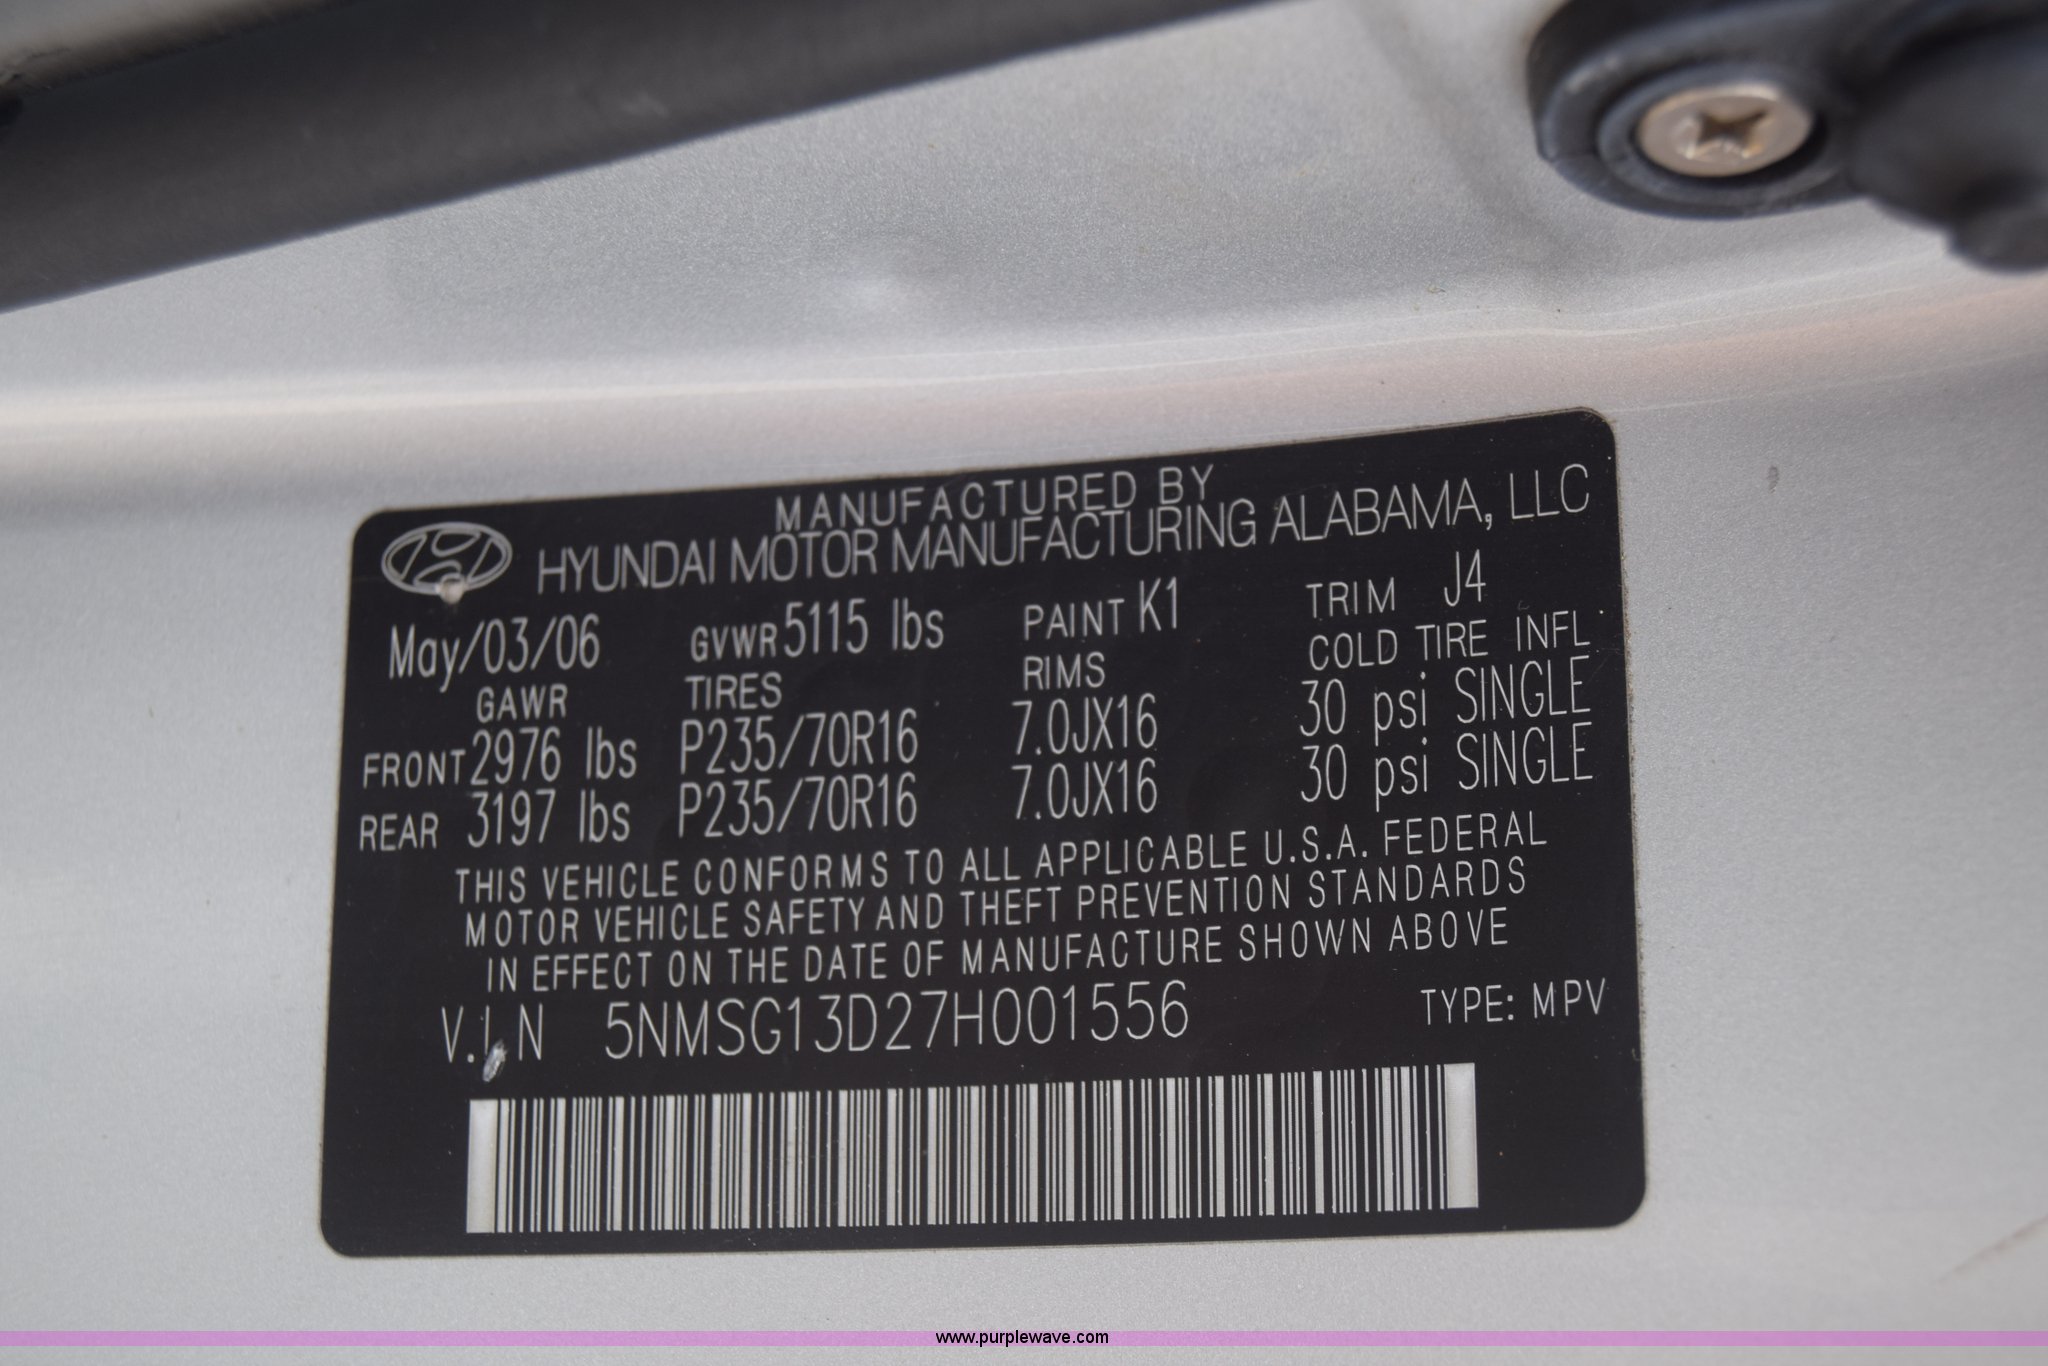 MANUFACTURED BY
HYUNDAI MOTOR MANUFACTURING ALABAMA, LLC
May/03/06 GVWR 5115 lbs PAINT K1 TRIM J4
GAWR TIRES RIMS COLD TIRE INFL
FRONT 2976 lbs P235/70R16 7.0JX16 30 psi SINGLE
REAR 3197 lbs P235/70R16 7.0JX16 30 psi SINGLE
THIS VEHICLE CONFORMS TO ALL APPLICABLE U.S.A. FEDERAL
MOTOR VEHICLE SAFETY AND THEFT PREVENTION STANDARDS
IN EFFECT ON THE DATE OF MANUFACTURE SHOWN ABOVE
V.I.N 5NMSG13D27H001556 TYPE: MPV
www.purplewave.com